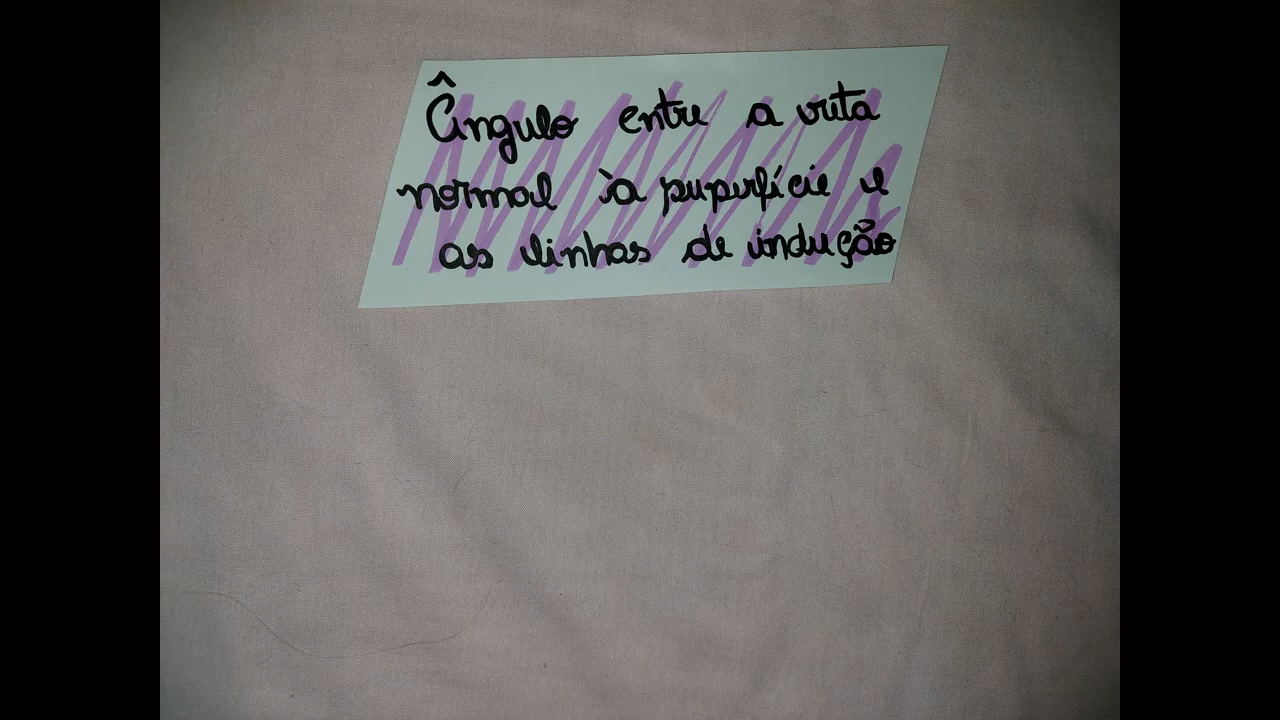 Ângulo entre a reta
normal à superfície e
as linhas de indução